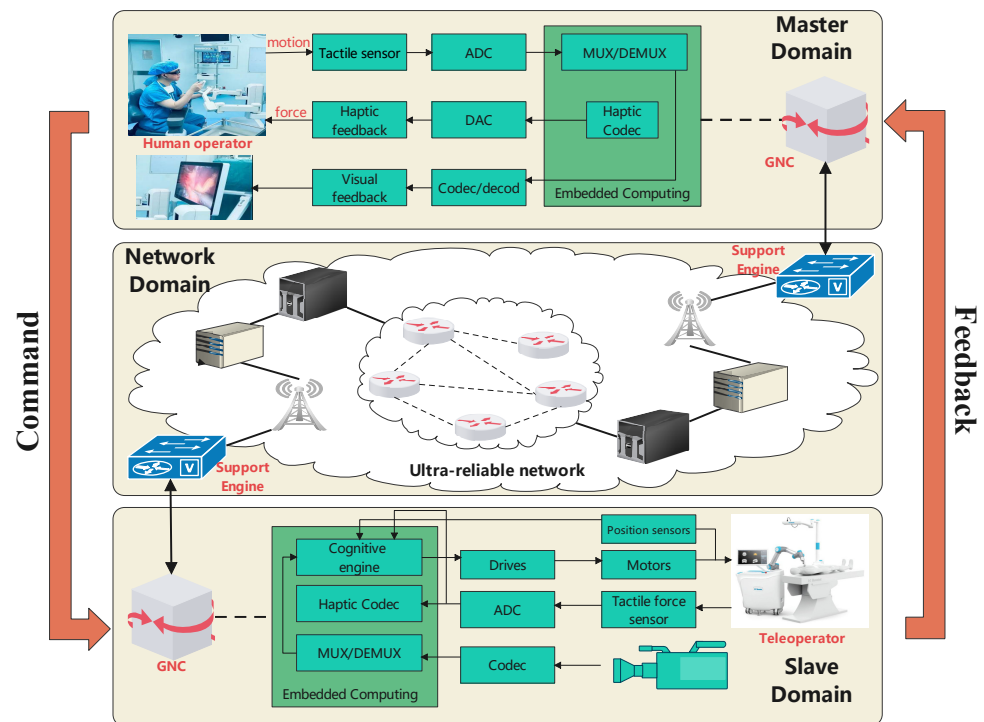 Master
Domain
motion
Tactile sensor
ADC
MUX/DEMUX
force
Haptic
feedback
DAC
Haptic
Codec
Human operator
GNC
Visual
feedback
Codec/decod
Embedded Computing
Command
Feedback
Network
Domain
Support
Engine
V
V
Support
Engine
Ultra-reliable network
Position sensors
Cognitive
engine
Drives
Motors
Haptic Codec
ADC
Tactile force
sensor
Teleoperator
GNC
MUX/DEMUX
Codec
Embedded Computing
Slave
Domain